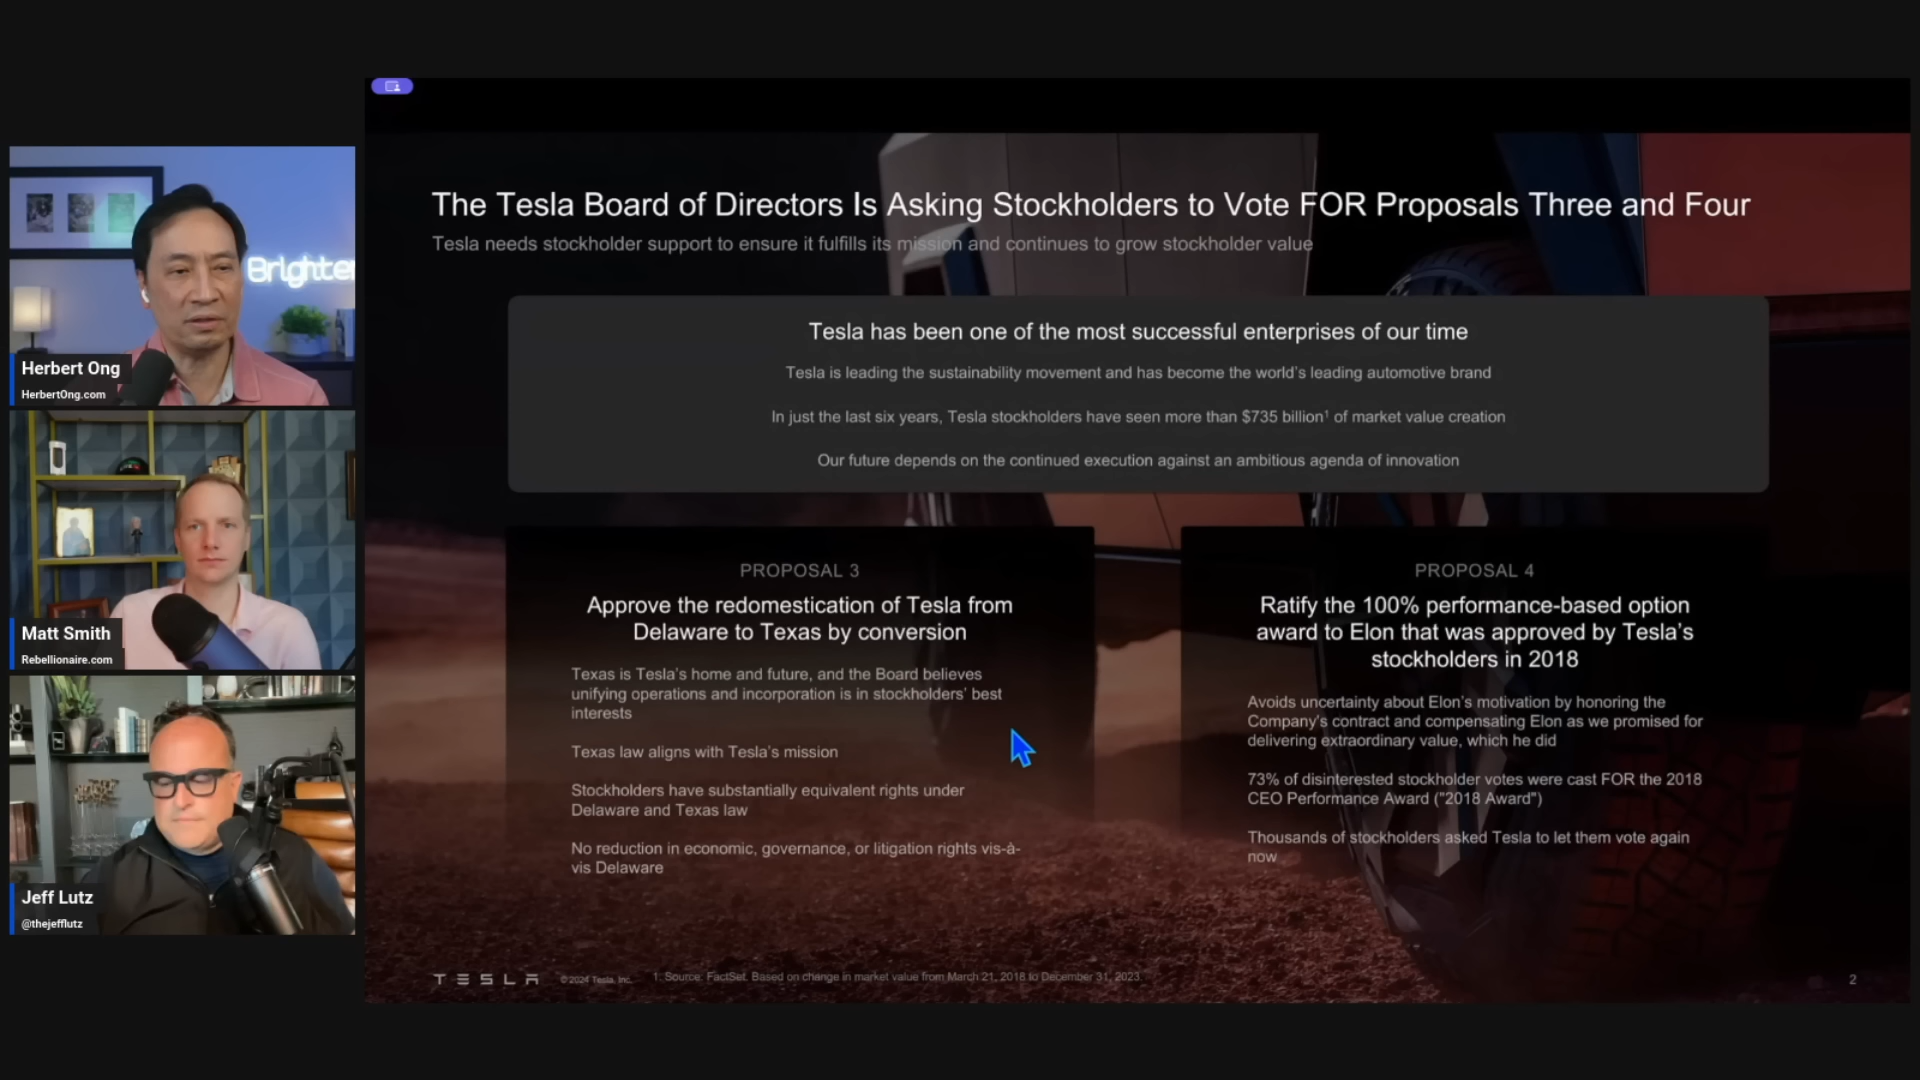 The Tesla Board of Directors Is Asking Stockholders to Vote FOR Proposals Three and Four
Tesla needs stockholder support to ensure it fulfills its mission and continues to grow stockholder value
Tesla has been one of the most successful enterprises of our time
Tesla is leading the sustainability movement and has become the world's leading automotive brand
In just the last six years, Tesla stockholders have seen more than $735 billion¹ of market value creation
Our future depends on the continued execution against an ambitious agenda of innovation
PROPOSAL 3
Approve the redomestication of Tesla from
Delaware to Texas by conversion
Texas is Tesla's home and future, and the Board believes
unifying operations and incorporation is in stockholders' best
interests
Texas law aligns with Tesla's mission
Stockholders have substantially equivalent rights under
Delaware and Texas law
No reduction in economic, governance, or litigation rights vis-à-
vis Delaware
PROPOSAL 4
Ratify the 100% performance-based option
award to Elon that was approved by Tesla's
stockholders in 2018
Avoids uncertainty about Elon's motivation by honoring the
Company's contract and compensating Elon as we promised for
delivering extraordinary value, which he did
73% of disinterested stockholder votes were cast FOR the 2018
CEO Performance Award ("2018 Award")
Thousands of stockholders asked Tesla to let them vote again
now
TESLA
©2024 Tesla, Inc.
1. Source: FactSet. Based on change in market value from March 21, 2018 to December 31, 2023.
2
Brighte
Herbert Ong
HerbertOng.com
Matt Smith
Rebellionaire.com
Jeff Lutz
@thejefflutz